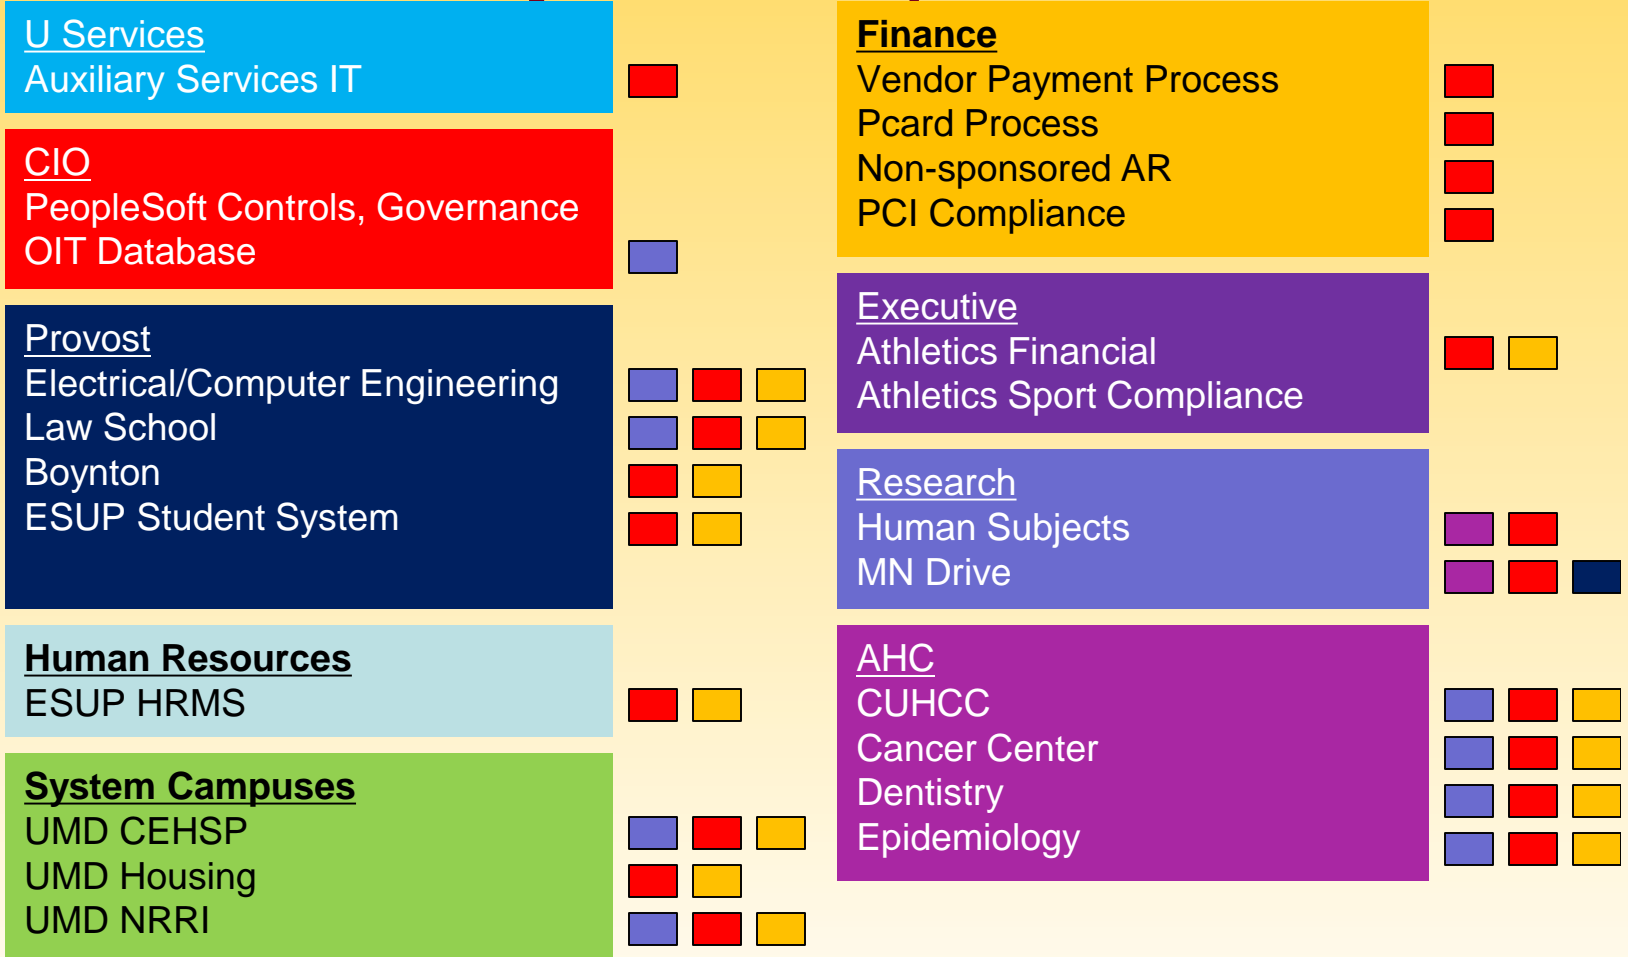 U Services
Auxiliary Services IT
CIO
PeopleSoft Controls, Governance
OIT Database
Provost
Electrical/Computer Engineering
Law School
Boynton
ESUP Student System
Human Resources
ESUP HRMS
System Campuses
UMD CEHSP
UMD Housing
UMD NRRI
Finance
Vendor Payment Process
Pcard Process
Non-sponsored AR
PCI Compliance
Executive
Athletics Financial
Athletics Sport Compliance
Research
Human Subjects
MN Drive
AHC
CUHCC
Cancer Center
Dentistry
Epidemiology